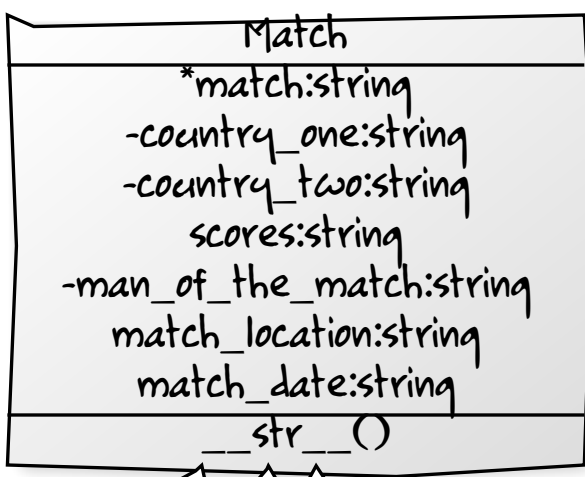 Match
*match:string
-country_one:string
-country_two:string
scores:string
-man_of_the_match:string
match_location:string
match_date:string
__str__()